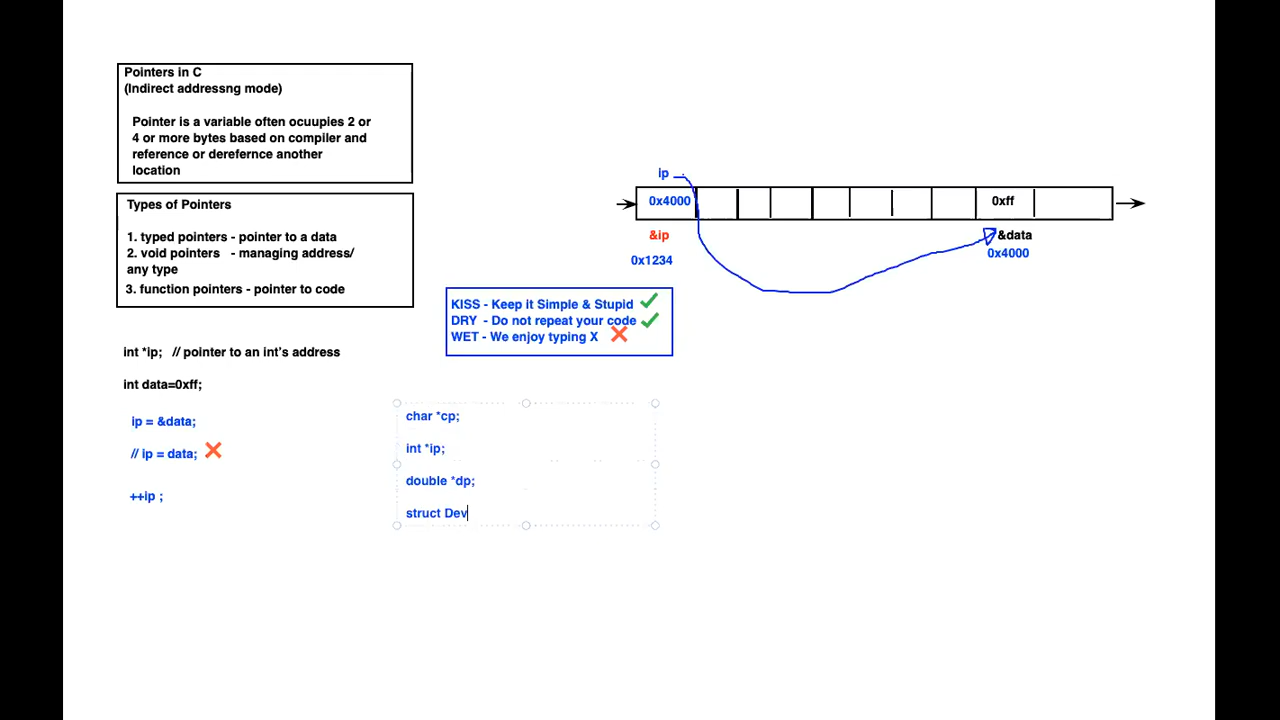 Pointers in C
(Indirect addressng mode)
Pointer is a variable often ocuupies 2 or
4 or more bytes based on compiler and
reference or derefernce another
location
Types of Pointers
1. typed pointers - pointer to a data
2. void pointers - managing address/
any type
3. function pointers - pointer to code
ip
0x4000
0xff
&ip
&data
0x1234
0x4000
KISS - Keep it Simple & Stupid
DRY - Do not repeat your code
WET - We enjoy typing X
int *ip; // pointer to an int's address
int data=0xff;
ip = &data;
// ip = data;
++ip ;
char *cp;
int *ip;
double *dp;
struct Dev